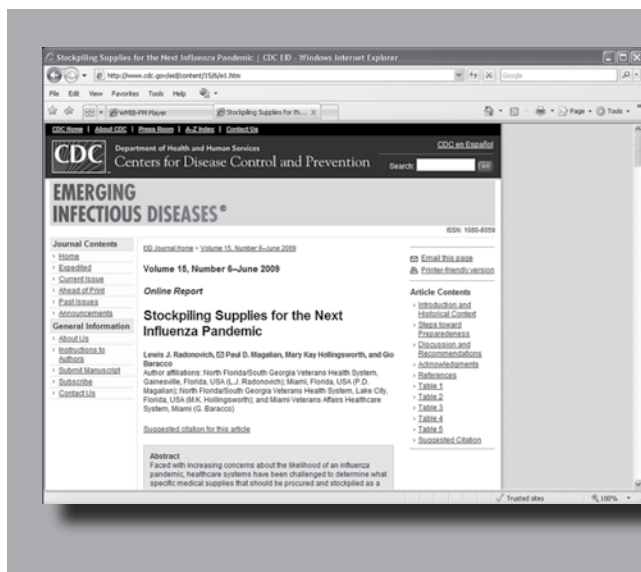 Stockpiling Supplies for the Next Influenza Pandemic | CDC EID - Windows Internet Explorer
http://www.cdc.gov/eid/content/15/6/e1.htm
Google
File Edit View Favorites Tools Help
WMEB-FM Player
Stockpiling Supplies for th...
Page
Tools
CDC Home | About CDC | Press Room | A-Z Index | Contact Us
CDC
Department of Health and Human Services
Centers for Disease Control and Prevention
CDC en Español
Search:
EMERGING
INFECTIOUS DISEASES®
ISSN: 1080-6059
Journal Contents
Home
Expedited
Current Issue
Ahead of Print
Past Issues
Announcements
General Information
About Us
Instructions to
Authors
Submit Manuscript
Subscribe
Contact Us
EID Journal Home > Volume 15, Number 6–June 2009
Volume 15, Number 6–June 2009
Online Report
Stockpiling Supplies for the Next
Influenza Pandemic
Lewis J. Radonovich, Paul D. Magalian, Mary Kay Hollingsworth, and Gio
Baracco
Author affiliations: North Florida/South Georgia Veterans Health System,
Gainesville, Florida, USA (L.J. Radonovich); Miami, Florida, USA (P.D.
Magalian); North Florida/South Georgia Veterans Health System, Lake City,
Florida, USA (M.K. Hollingsworth); and Miami Veterans Affairs Healthcare
System, Miami (G. Baracco)
Suggested citation for this article
Abstract
Faced with increasing concerns about the likelihood of an influenza
pandemic, healthcare systems have been challenged to determine what
specific medical supplies that should be procured and stockpiled as a
Email this page
Printer-friendly version
Article Contents
Introduction and
Historical Context
Steps toward
Preparedness
Discussion and
Recommendations
Acknowledgments
References
Table 1
Table 2
Table 3
Table 4
Table 5
Suggested Citation
Trusted sites
100%